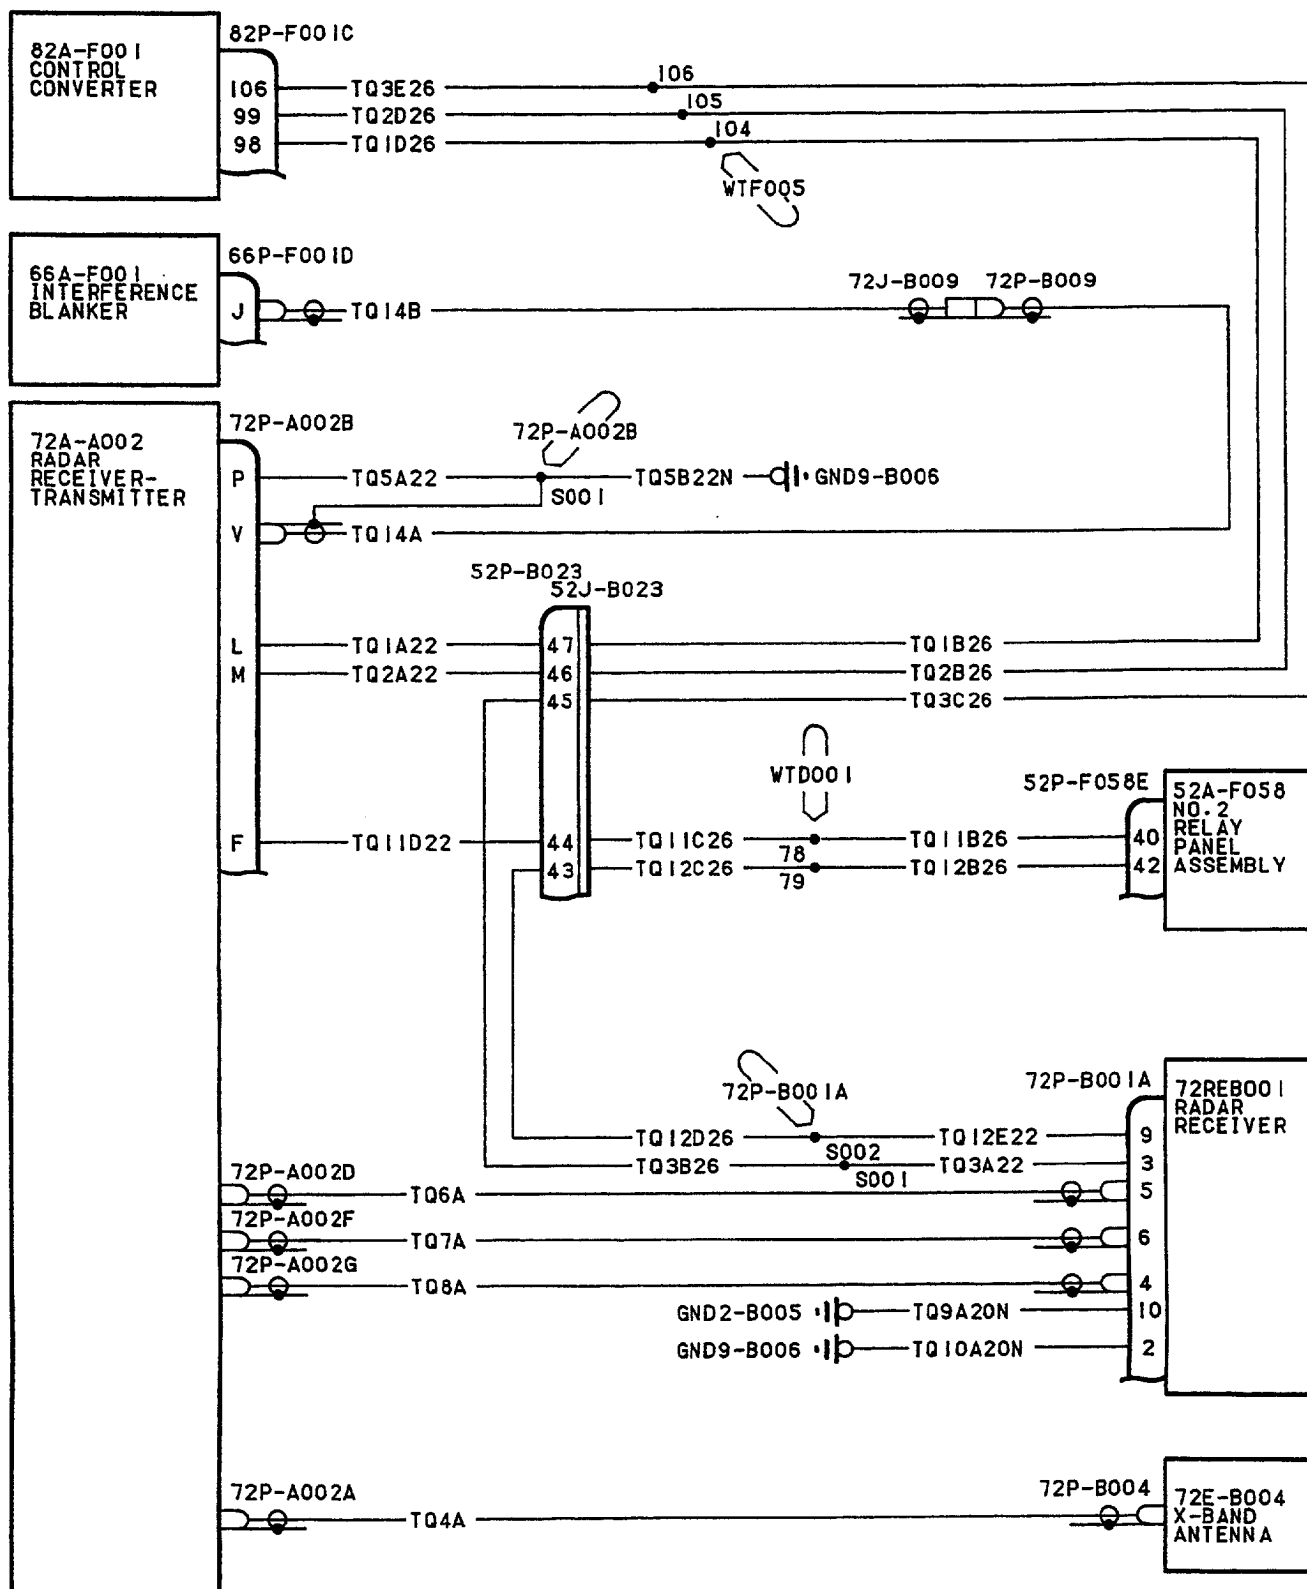 82P-F001C
82A-F001
CONTROL
CONVERTER
106 TQ3E26 106
99 TQ2D26 105
98 TQ1D26 104
WTF005
66P-F001D
66A-F001
INTERFERENCE
BLANKER
J TQ14B 72J-B009 72P-B009
72P-A002B
72A-A002
RADAR
RECEIVER-
TRANSMITTER
72P-A002B
P TQ5A22 S001 TQ5B22N GND9-B006
V TQ14A
52P-B023
52J-B023
L TQ1A22 47 TQ1B26
M TQ2A22 46 TQ2B26
45 TQ3C26
WTD001
52P-F058E
52A-F058
NO.2
RELAY
PANEL
ASSEMBLY
F TQ11D22 44 TQ11C26 78 TQ11B26 40
43 TQ12C26 79 TQ12B26 42
72P-B001A
72P-B001A
72REB001
RADAR
RECEIVER
TQ12D26 S002 TQ12E22 9
TQ3B26 S001 TQ3A22 3
72P-A002D
TQ6A 5
72P-A002F
TQ7A 6
72P-A002G
TQ8A 4
GND2-B005 TQ9A20N 10
GND9-B006 TQ10A20N 2
72P-A002A
TQ4A
72P-B004
72E-B004
X-BAND
ANTENNA